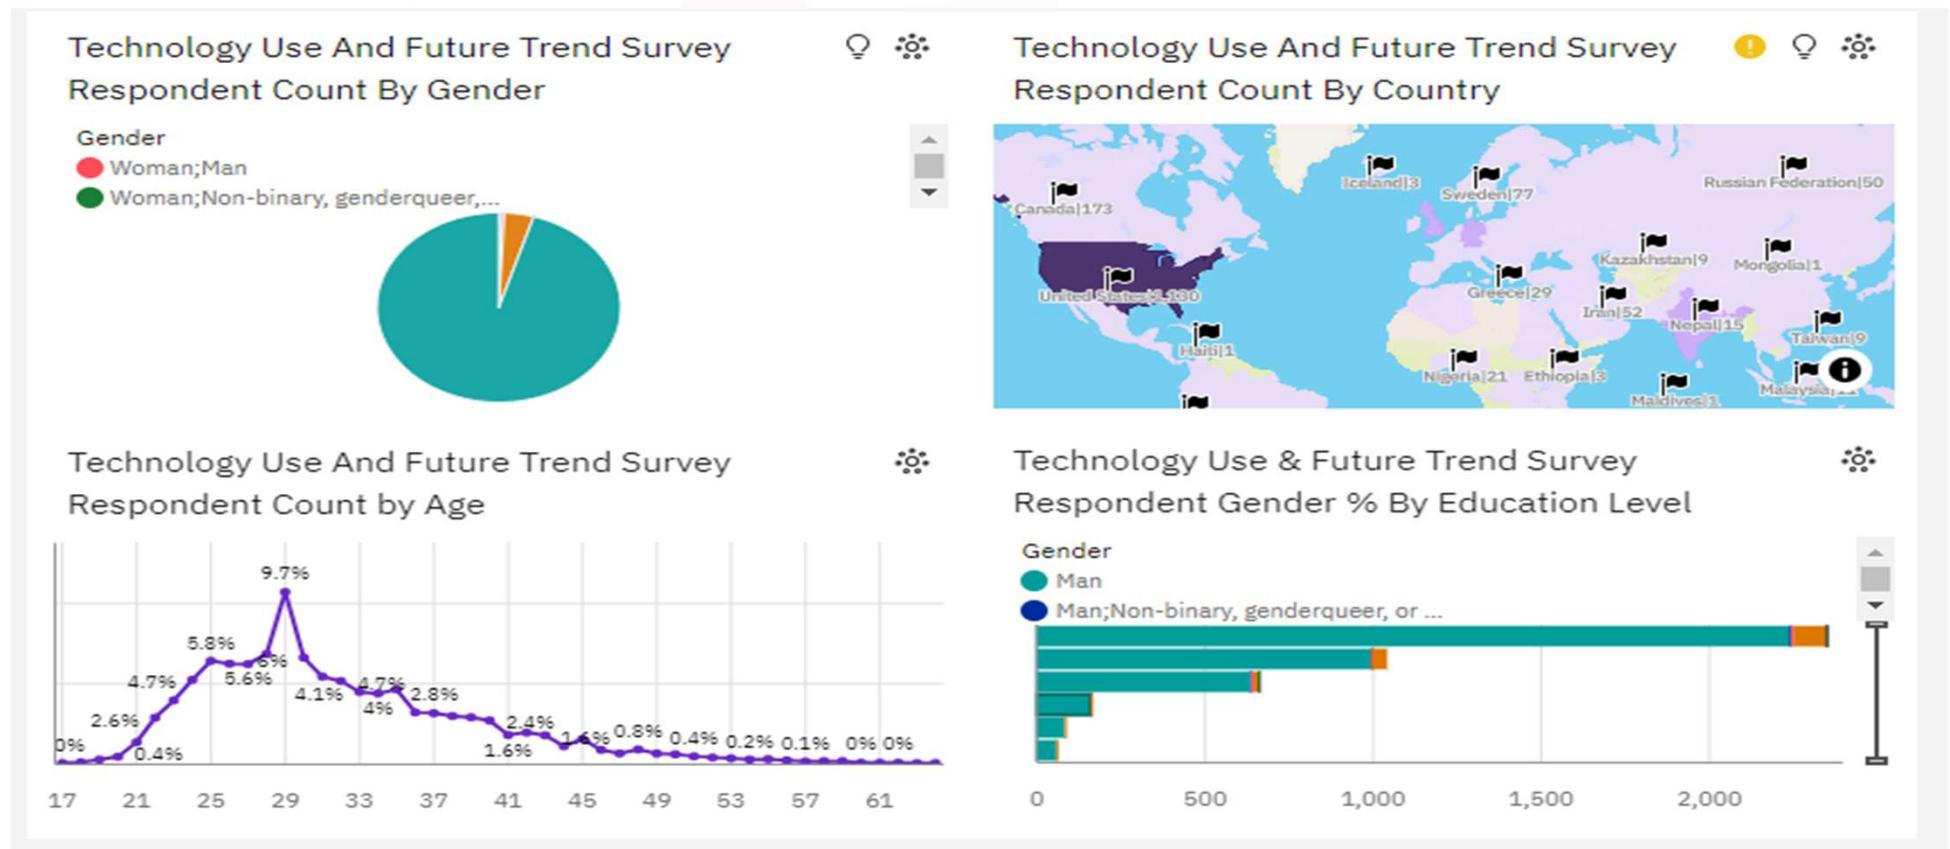 Technology Use And Future Trend Survey
Respondent Count By Gender
Gender
Woman;Man
Woman;Non-binary, genderqueer,...
Technology Use And Future Trend Survey
Respondent Count By Country
Canada|173
Iceland|3
Sweden|77
Russian Federation|50
Kazakhstan|9
Mongolia|1
United States|
Greece|29
Iran|52
Nepal|15
Taiwan|9
Haiti|1
Nigeria|21
Ethiopia|3
Maldives|1
Technology Use And Future Trend Survey
Respondent Count by Age
9.7%
5.8%
6%
5.6%
4.7%
4.7%
4.1%
4%
2.8%
2.6%
2.4%
0%
0.4%
1.6%
1.6%
0.8%
0.4%
0.2%
0.1%
0%
0%
17 21 25 29 33 37 41 45 49 53 57 61
Technology Use & Future Trend Survey
Respondent Gender % By Education Level
Gender
Man
Man;Non-binary, genderqueer, or ...
0 500 1,000 1,500 2,000